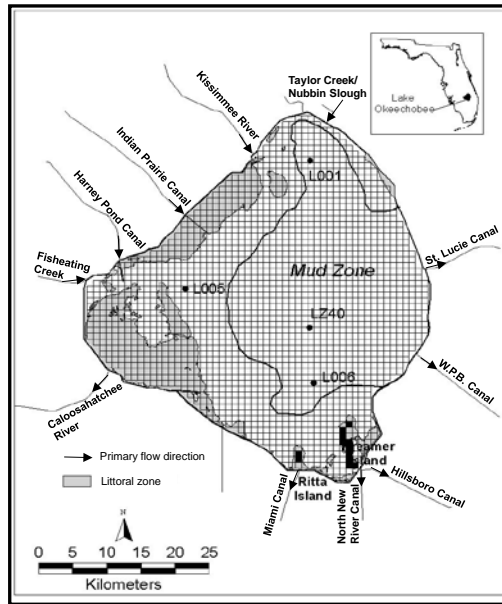 Taylor Creek/
Nubbin Slough
Lake
Okeechobee
Kissimmee River
Indian Prairie Canal
Harney Pond Canal
Fisheating
Creek
L001
St. Lucie Canal
Mud Zone
L005
LZ40
L006
W.P.B. Canal
Caloosahatchee
River
Primary flow direction
Littoral zone
Island
Ritta
Island
Hillsboro Canal
Miami Canal
North New
River Canal
N
0 5 10 15 20 25
Kilometers